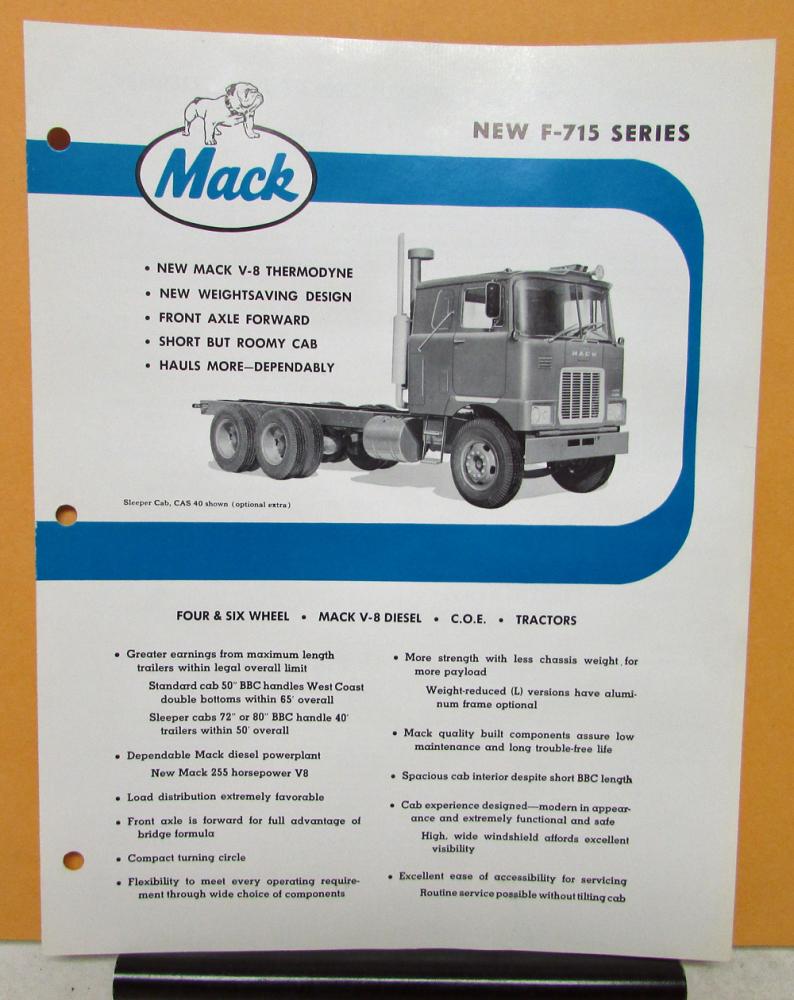 NEW F-715 SERIES
Mack
• NEW MACK V-8 THERMODYNE
• NEW WEIGHTSAVING DESIGN
• FRONT AXLE FORWARD
• SHORT BUT ROOMY CAB
• HAULS MORE—DEPENDABLY
MACK
Sleeper Cab, CAS 40 shown (optional extra)
FOUR & SIX WHEEL • MACK V-8 DIESEL • C.O.E. • TRACTORS
• Greater earnings from maximum length
trailers within legal overall limit
Standard cab 50" BBC handles West Coast
double bottoms within 65' overall
Sleeper cabs 72" or 80" BBC handle 40'
trailers within 50' overall
• Dependable Mack diesel powerplant
New Mack 255 horsepower V8
• Load distribution extremely favorable
• Front axle is forward for full advantage of
bridge formula
• Compact turning circle
• Flexibility to meet every operating require-
ment through wide choice of components
• More strength with less chassis weight for
more payload
Weight-reduced (L) versions have alumi-
num frame optional
• Mack quality built components assure low
maintenance and long trouble-free life
• Spacious cab interior despite short BBC length
• Cab experience designed—modern in appear-
ance and extremely functional and safe
High, wide windshield affords excellent
visibility
• Excellent ease of accessibility for servicing
Routine service possible without tilting cab